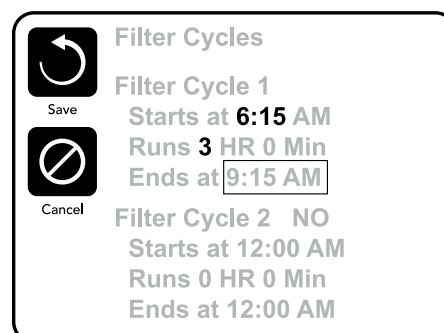 Filter Cycles
Save
Filter Cycle 1
Starts at 6:15 AM
Runs 3 HR 0 Min
Ends at 9:15 AM
Cancel
Filter Cycle 2 NO
Starts at 12:00 AM
Runs 0 HR 0 Min
Ends at 12:00 AM